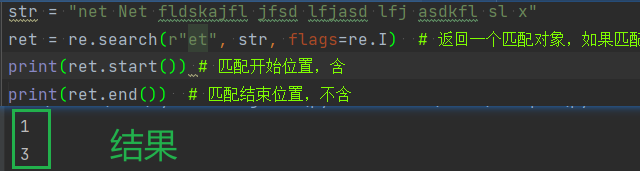 str = "net Net fldskajfl jfsd lfjasd lfj asdkfl sl x"
ret = re.search(r"et", str, flags=re.I)  # 返回一个匹配对象，如果匹配
print(ret.start()) # 匹配开始位置，含
print(ret.end())  # 匹配结束位置，不含
1
3
结果